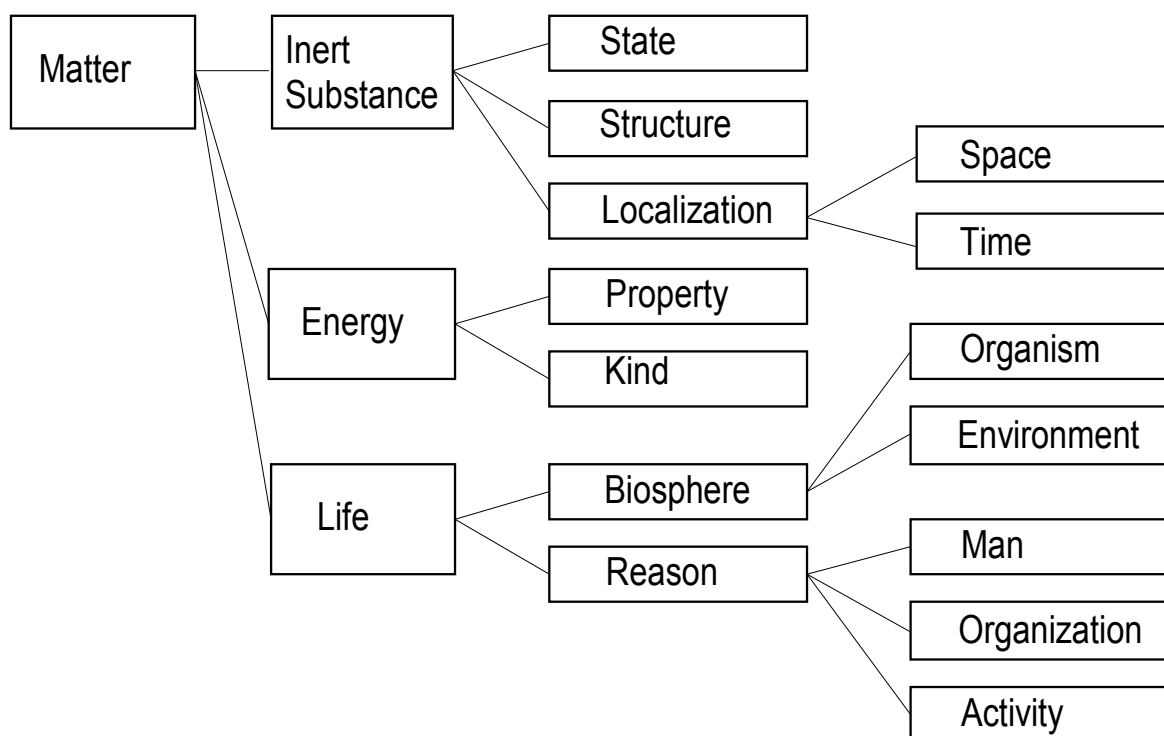 Matter
Inert
Substance
State
Structure
Localization
Space
Time
Energy
Property
Kind
Life
Biosphere
Reason
Organism
Environment
Man
Organization
Activity